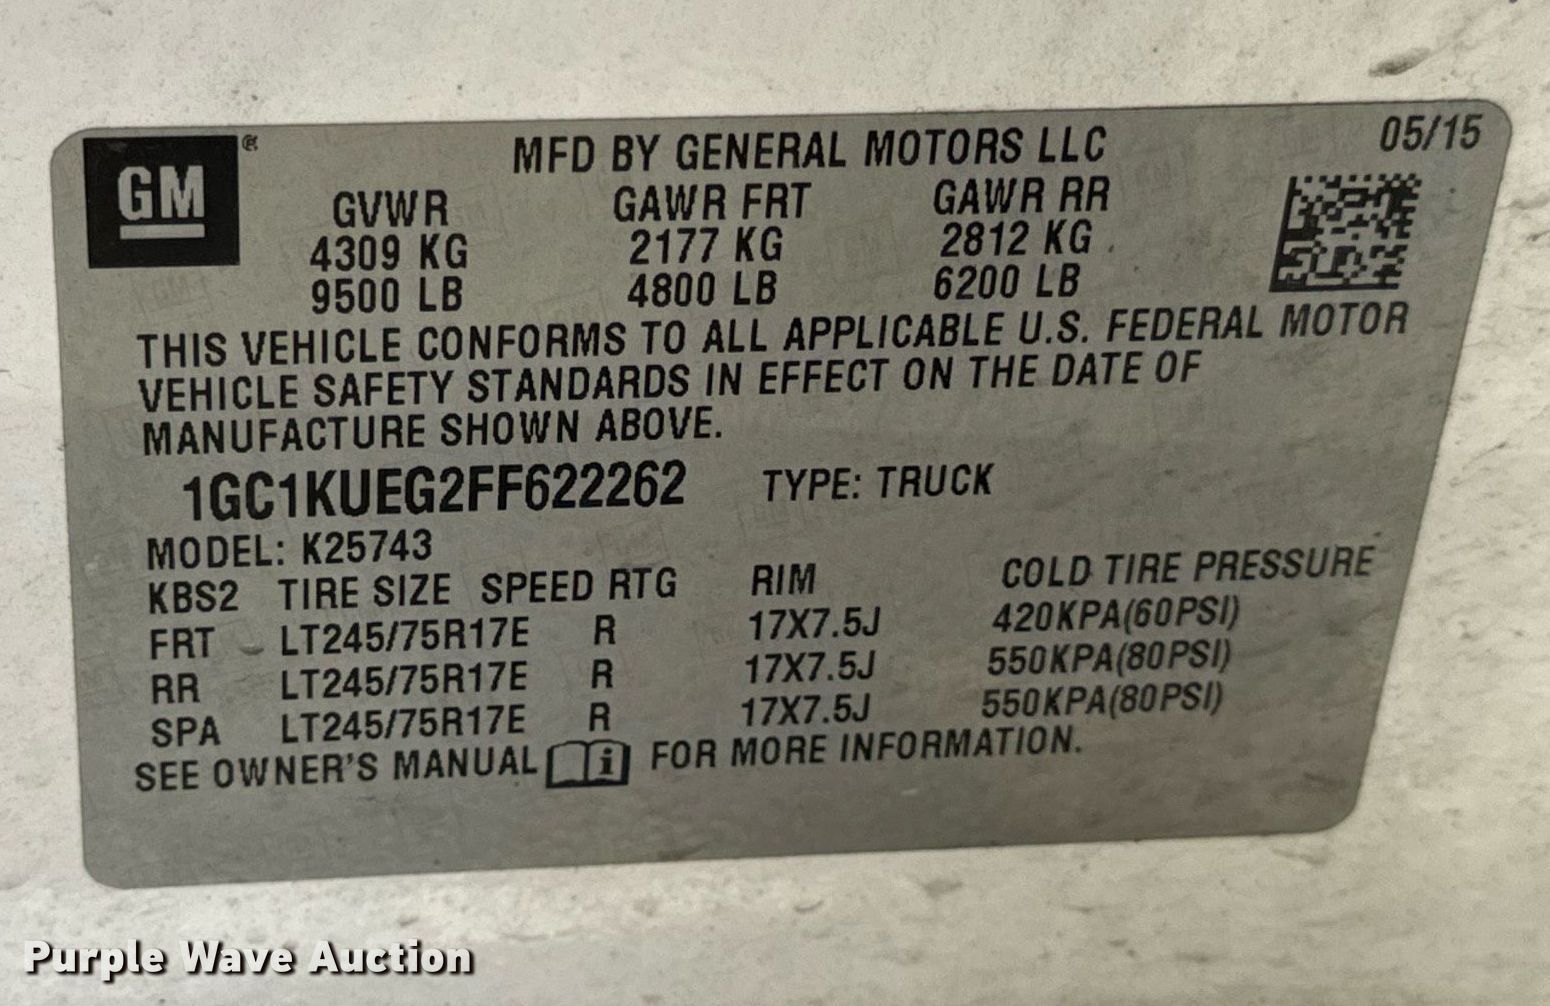 GM® MFD BY GENERAL MOTORS LLC 05/15
GVWR GAWR FRT GAWR RR
4309 KG 2177 KG 2812 KG
9500 LB 4800 LB 6200 LB
THIS VEHICLE CONFORMS TO ALL APPLICABLE U.S. FEDERAL MOTOR
VEHICLE SAFETY STANDARDS IN EFFECT ON THE DATE OF
MANUFACTURE SHOWN ABOVE.
1GC1KUEG2FF622262 TYPE: TRUCK
MODEL: K25743
KBS2 TIRE SIZE SPEED RTG RIM COLD TIRE PRESSURE
FRT LT245/75R17E R 17X7.5J 420KPA(60PSI)
RR LT245/75R17E R 17X7.5J 550KPA(80PSI)
SPA LT245/75R17E R 17X7.5J 550KPA(80PSI)
SEE OWNER'S MANUAL i FOR MORE INFORMATION.
Purple Wave Auction